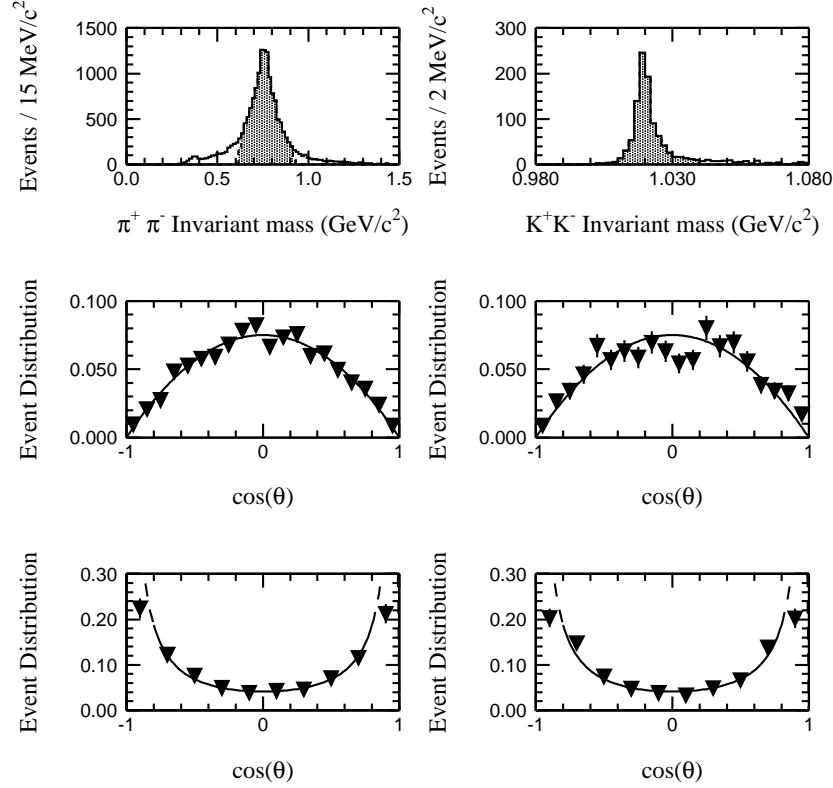 Events / 15 MeV/c²
1500
1000
500
0
0.0 0.5 1.0 1.5
π⁺ π⁻ Invariant mass (GeV/c²)
Events / 2 MeV/c²
300
200
100
0
0.980 1.030 1.080
K⁺K⁻ Invariant mass (GeV/c²)
Event Distribution
0.100
0.050
0.000
-1 0 1
cos(θ)
Event Distribution
0.100
0.050
0.000
-1 0 1
cos(θ)
Event Distribution
0.30
0.20
0.10
0.00
-1 0 1
cos(θ)
Event Distribution
0.30
0.20
0.10
0.00
-1 0 1
cos(θ)